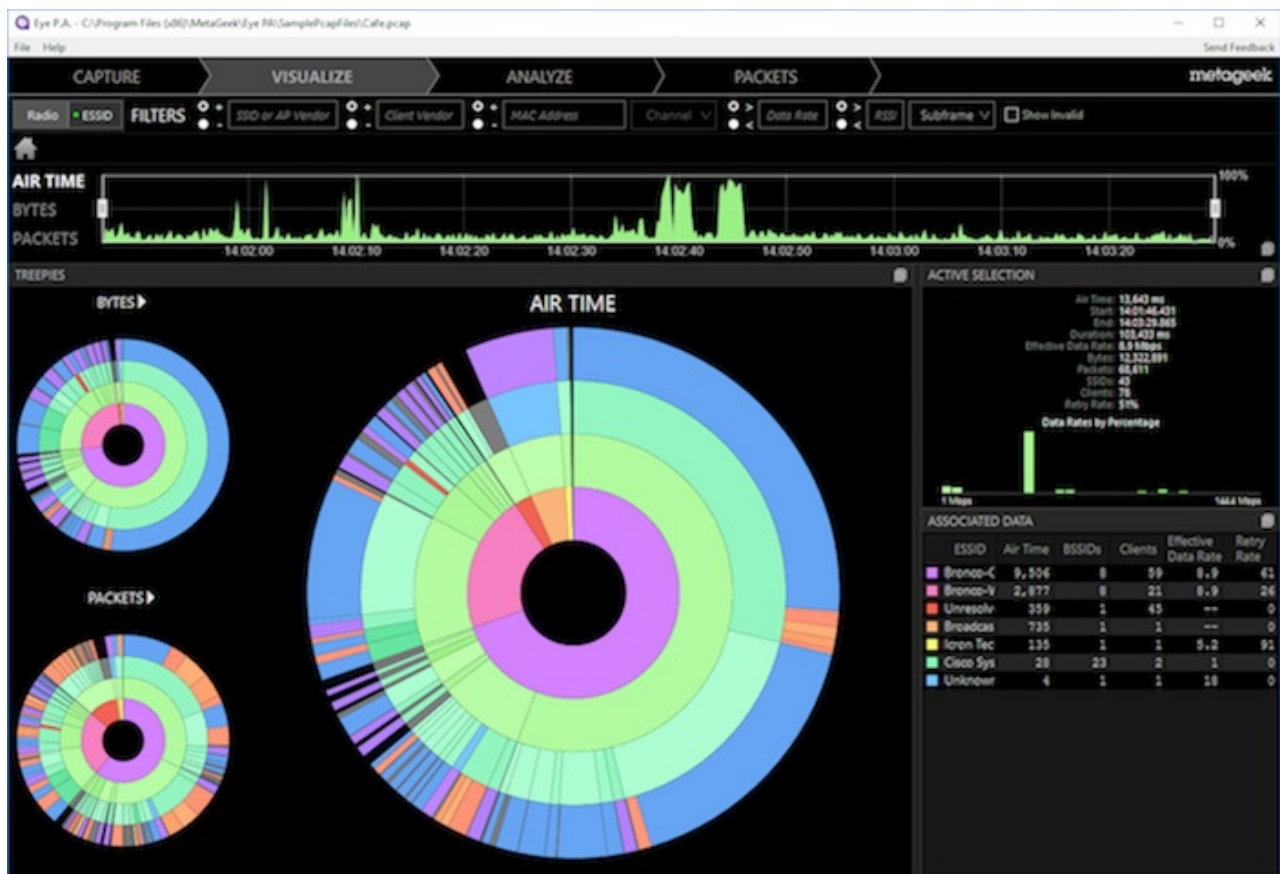 Eye P.A. - C:\Program Files (x86)\MetaGeek\Eye PA\SamplePcapFiles\Cafe.pcap
File Help Send Feedback
CAPTURE VISUALIZE ANALYZE PACKETS metageek
Radio ESSID FILTERS + - SSID or AP Vendor + - Client Vendor + - MAC Address Channel > < Data Rate > < RSSI Subframe Show Invalid
AIR TIME
BYTES
PACKETS
100%
0%
14:02:00 14:02:10 14:02:20 14:02:30 14:02:40 14:02:50 14:03:00 14:03:10 14:03:20
TREEPIES
BYTES
AIR TIME
PACKETS
ACTIVE SELECTION
Air Time: 13,643 ms
Start: 14:01:46.431
End: 14:03:29.865
Duration: 103,433 ms
Effective Data Rate: 8.9 Mbps
Bytes: 12,322,891
Packets: 68,611
SSIDs: 43
Clients: 78
Retry Rate: 51%
Data Rates by Percentage
1 Mbps 144.4 Mbps
ASSOCIATED DATA
ESSID Air Time BSSIDs Clients Effective Data Rate Retry Rate
Bronco-C 9,506 8 59 8.9 61
Bronco-V 2,877 8 21 8.9 26
Unresolv 359 1 45 -- 0
Broadcas 735 1 1 -- 0
Icron Tec 135 1 1 5.2 91
Cisco Sys 28 23 2 1 0
Unknowr 4 1 1 18 0